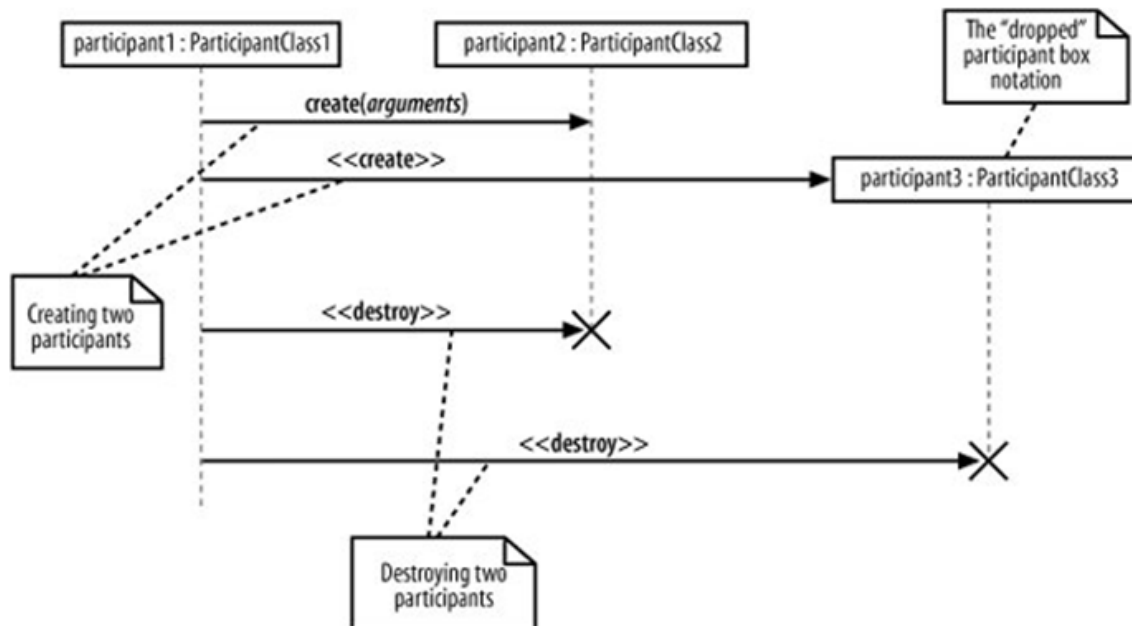 participant1 : ParticipantClass1
participant2 : ParticipantClass2
The “dropped”
participant box
notation
create(arguments)
<<create>>
participant3 : ParticipantClass3
Creating two
participants
<<destroy>>
<<destroy>>
Destroying two
participants